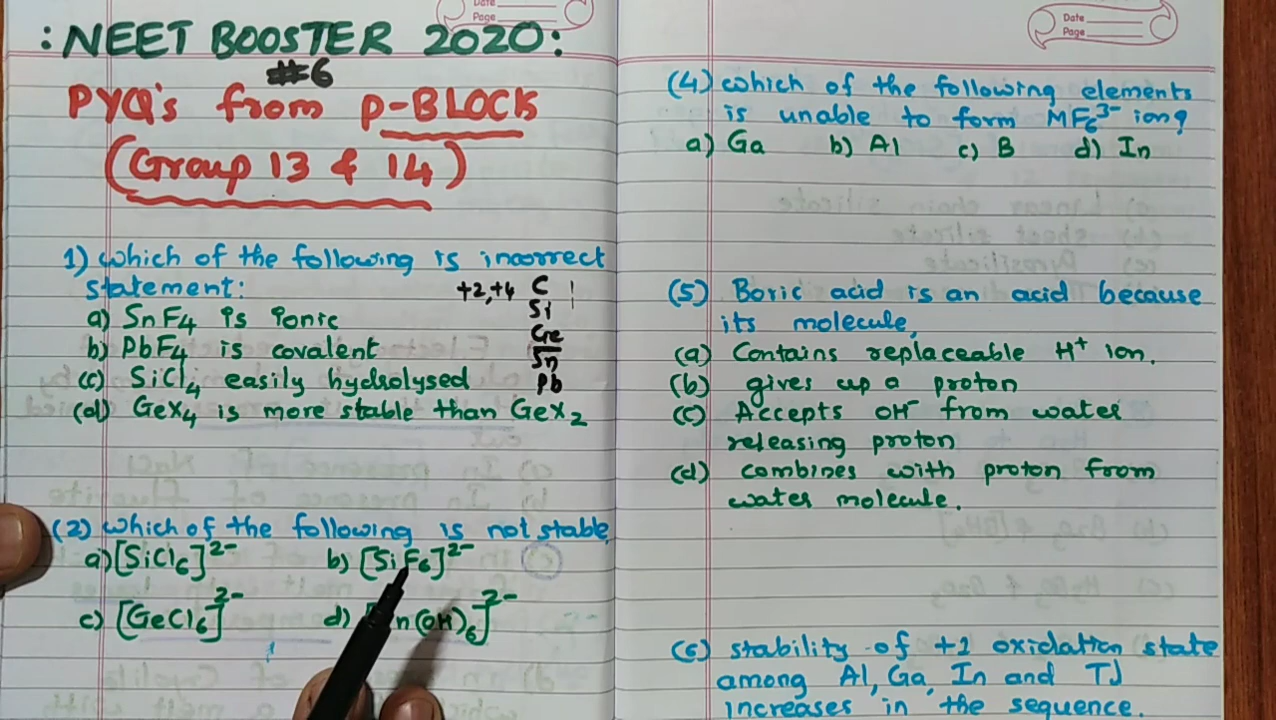 Date
Page
: NEET BOOSTER 2020:
#6
PYQ's from p-BLOCK
(Group 13 & 14)
1) which of the following is incorrect
statement:
+2,+4 C
Si
Ge
Sn
Pb
a) SnF4 is ionic
b) PbF4 is covalent
(c) SiCl4 easily hydrolysed
(d) GeX4 is more stable than GeX2
(2) which of the following is not stable
a) [SiCl6]2- b) [SiF6]2-
c) [GeCl6]2- d) [n(OH)6]2-
Date
Page
(4) which of the following elements
is unable to form MF6 3- ion?
a) Ga b) Al c) B d) In
(5) Boric acid is an acid because
its molecule,
(a) Contains replaceable H+ ion.
(b) gives up a proton
(c) Accepts OH- from water
releasing proton
(d) combines with proton from
water molecule.
(6) stability of +1 oxidation state
among Al, Ga, In and Tl
increases in the sequence.